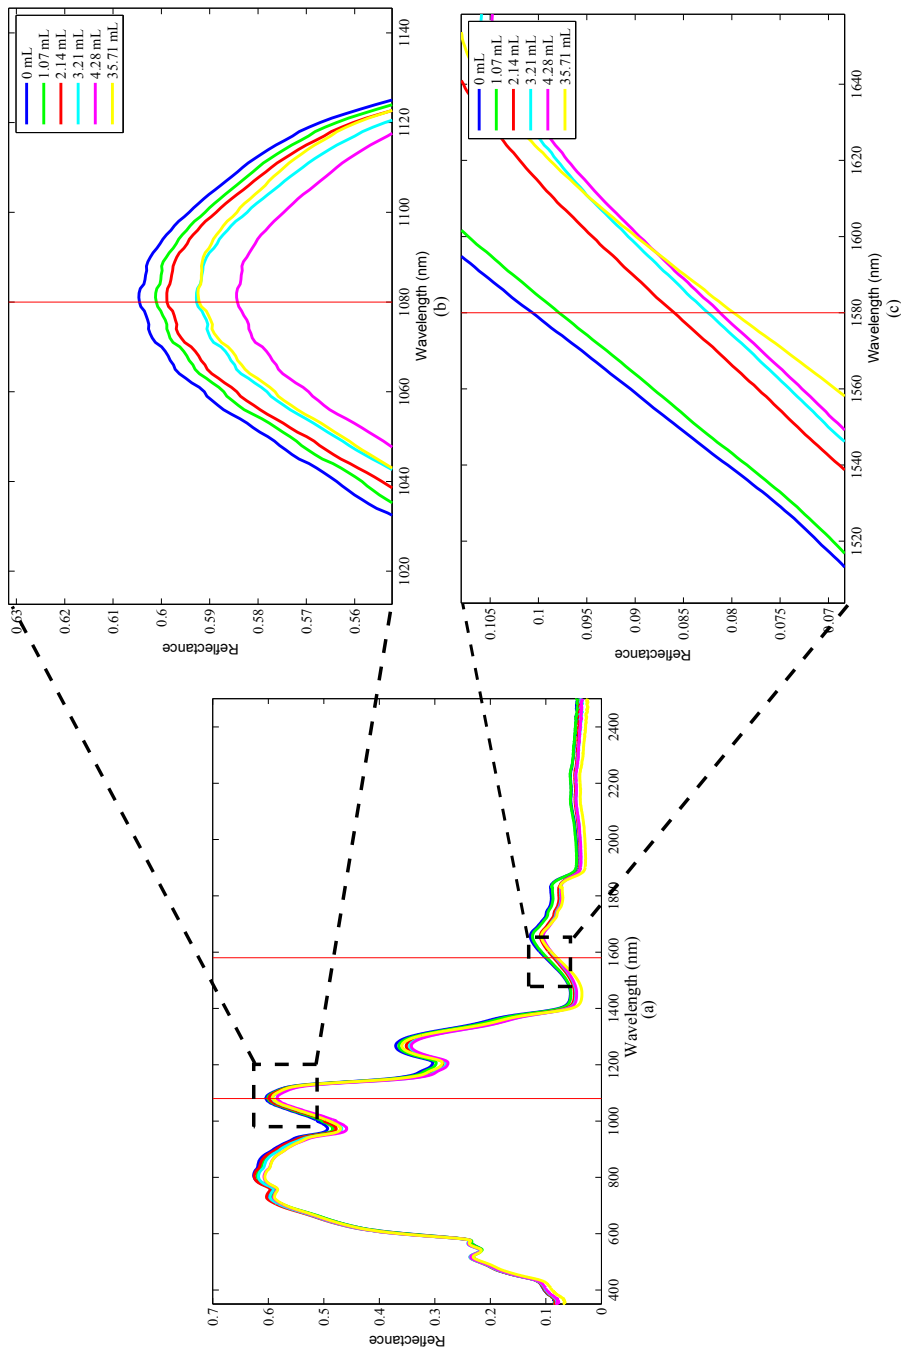 0.7
0.6
0.5
0.4
0.3
0.2
0.1
0
Reflectance
400
600
800
1000
1200
1400
1600
1800
2000
2200
2400
Wavelength (nm)
(a)
0.63
0.62
0.61
0.6
0.59
0.58
0.57
0.56
Reflectance
1020
1040
1060
1080
1100
1120
1140
Wavelength (nm)
(b)
0 mL
1.07 mL
2.14 mL
3.21 mL
4.28 mL
35.71 mL
0.105
0.1
0.095
0.09
0.085
0.08
0.075
0.07
Reflectance
1520
1540
1560
1580
1600
1620
1640
Wavelength (nm)
(c)
0 mL
1.07 mL
2.14 mL
3.21 mL
4.28 mL
35.71 mL